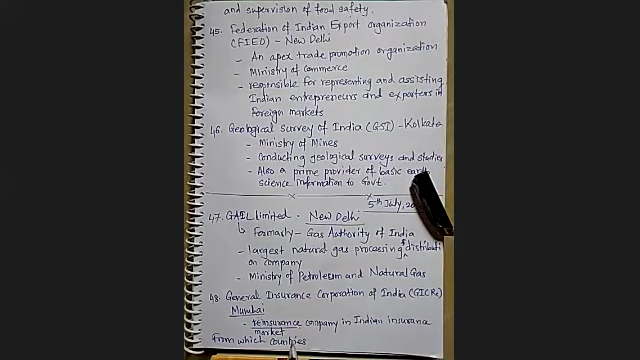 and supervision of food safety.
45. Federation of Indian Export organization
(FIEO) - New Delhi
- An apex trade promotion organization
- Ministry of commerce
- responsible for representing and assisting
Indian entrepreneurs and exporters in
Foreign markets
46. Geological Survey of India (GSI) - Kolkata
- Ministry of Mines
- Conducting geological surveys and studies
- Also a prime provider of basic earth
science information to Govt.
5th July, 20
47. GAIL Limited. New Delhi
Formerly - Gas Authority of India
- largest natural gas processing & distributi
on company
- Ministry of Petroleum and Natural Gas
48. General Insurance Corporation of India (GICRe)
Mumbai
- reinsurance company in Indian insurance
market
From which countries